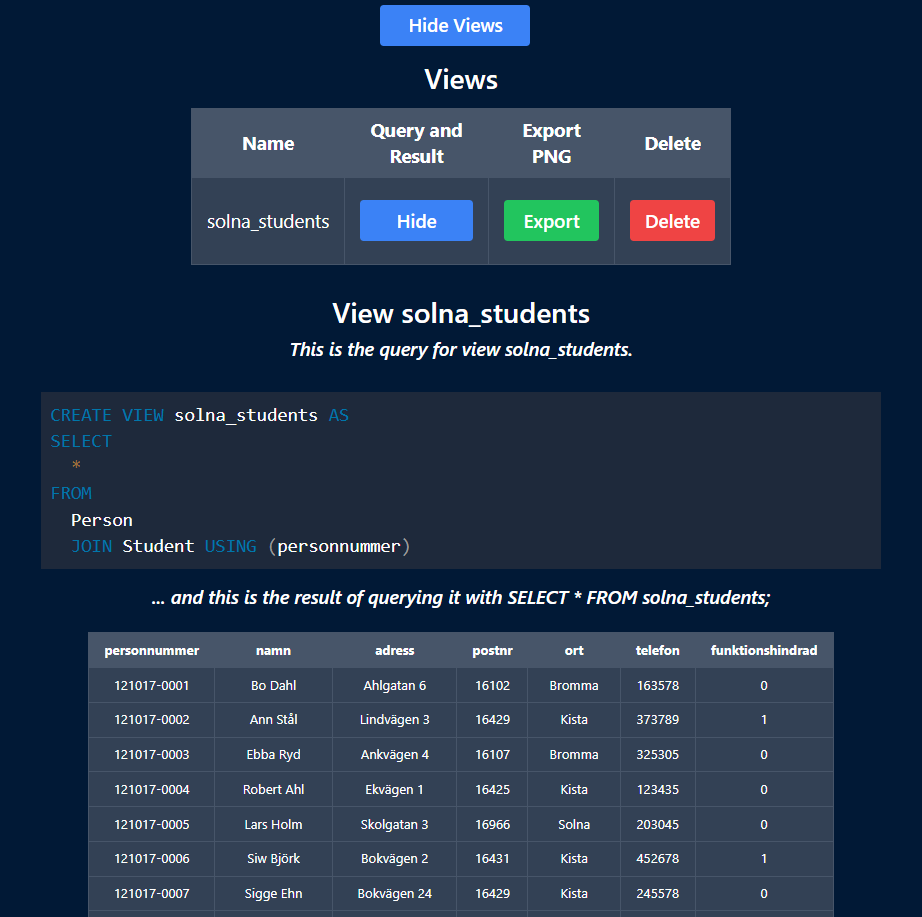 Hide Views
Views
Name Query and Result Export PNG Delete
solna_students Hide Export Delete
View solna_students
This is the query for view solna_students.
CREATE VIEW solna_students AS
SELECT
*
FROM
Person
JOIN Student USING (personnummer)
... and this is the result of querying it with SELECT * FROM solna_students;
personnummer namn adress postnr ort telefon funktionshindrad
121017-0001 Bo Dahl Ahlgatan 6 16102 Bromma 163578 0
121017-0002 Ann Stål Lindvägen 3 16429 Kista 373789 1
121017-0003 Ebba Ryd Ankvägen 4 16107 Bromma 325305 0
121017-0004 Robert Ahl Ekvägen 1 16425 Kista 123435 0
121017-0005 Lars Holm Skolgatan 3 16966 Solna 203045 0
121017-0006 Siw Björk Bokvägen 2 16431 Kista 452678 1
121017-0007 Sigge Ehn Bokvägen 24 16429 Kista 245578 0